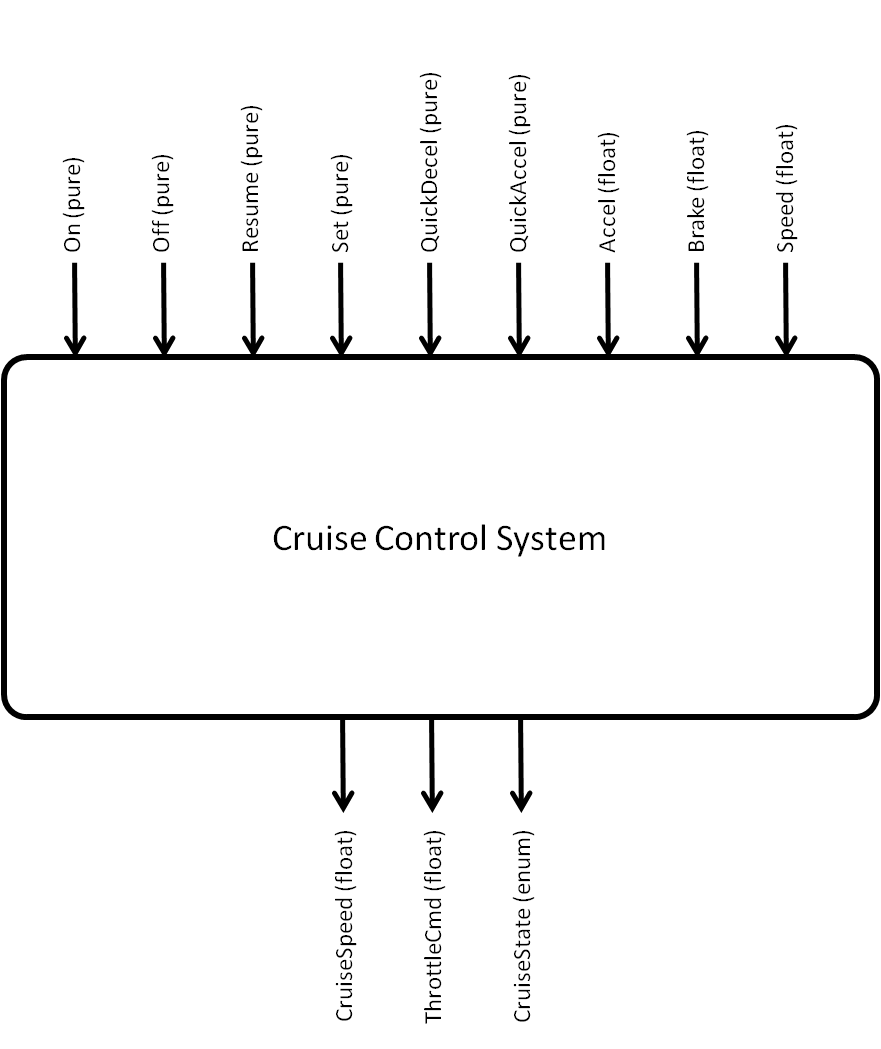 On (pure)
Off (pure)
Resume (pure)
Set (pure)
QuickDecel (pure)
QuickAccel (pure)
Accel (float)
Brake (float)
Speed (float)
Cruise Control System
CruiseSpeed (float)
ThrottleCmd (float)
CruiseState (enum)